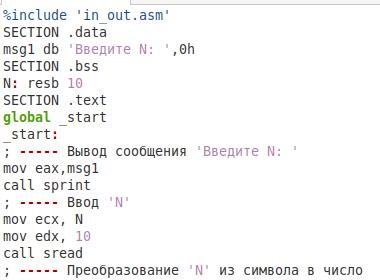 %include 'in_out.asm'
SECTION .data
msg1 db 'Введите N: ',0h
SECTION .bss
N: resb 10
SECTION .text
global _start
_start:
; ----- Вывод сообщения 'Введите N: '
mov eax,msg1
call sprint
; ----- Ввод 'N'
mov ecx, N
mov edx, 10
call sread
; ----- Преобразование 'N' из символа в число